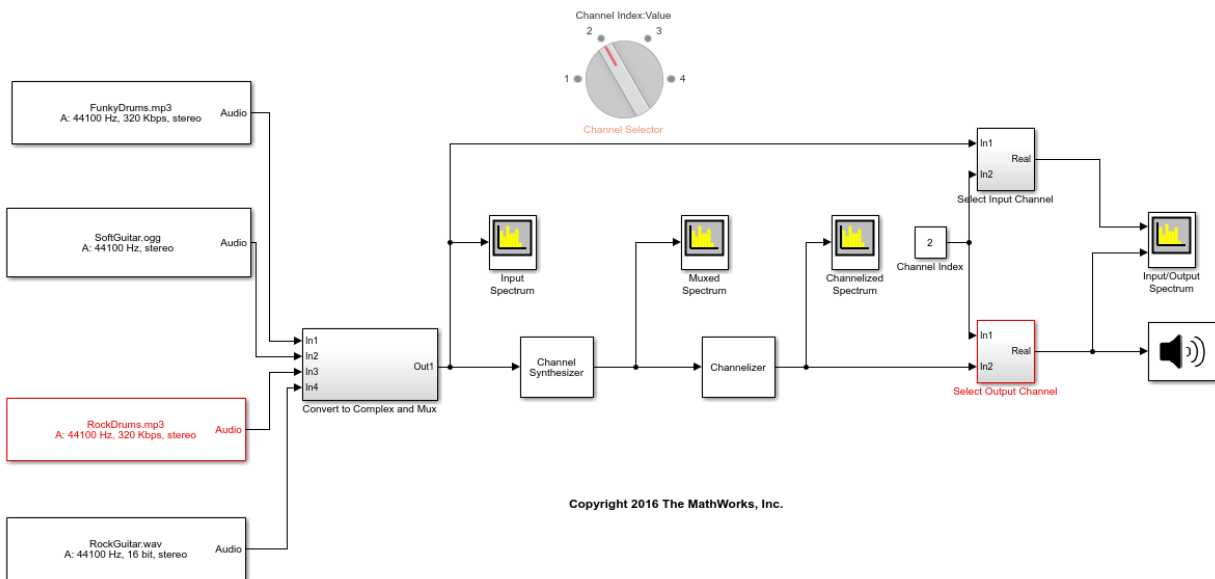 Channel Index:Value
2
3
1
4
Channel Selector
FunkyDrums.mp3
A: 44100 Hz, 320 Kbps, stereo
Audio
In1
Real
In2
Select Input Channel
SoftGuitar.ogg
A: 44100 Hz, stereo
Audio
Input
Spectrum
Muxed
Spectrum
Channelized
Spectrum
2
Channel Index
Input/Output
Spectrum
In1
In2
In3
In4
Out1
Convert to Complex and Mux
Channel
Synthesizer
Channelizer
In1
Real
In2
Select Output Channel
RockDrums.mp3
A: 44100 Hz, 320 Kbps, stereo
Audio
Copyright 2016 The MathWorks, Inc.
RockGuitar.wav
A: 44100 Hz, 16 bit, stereo
Audio